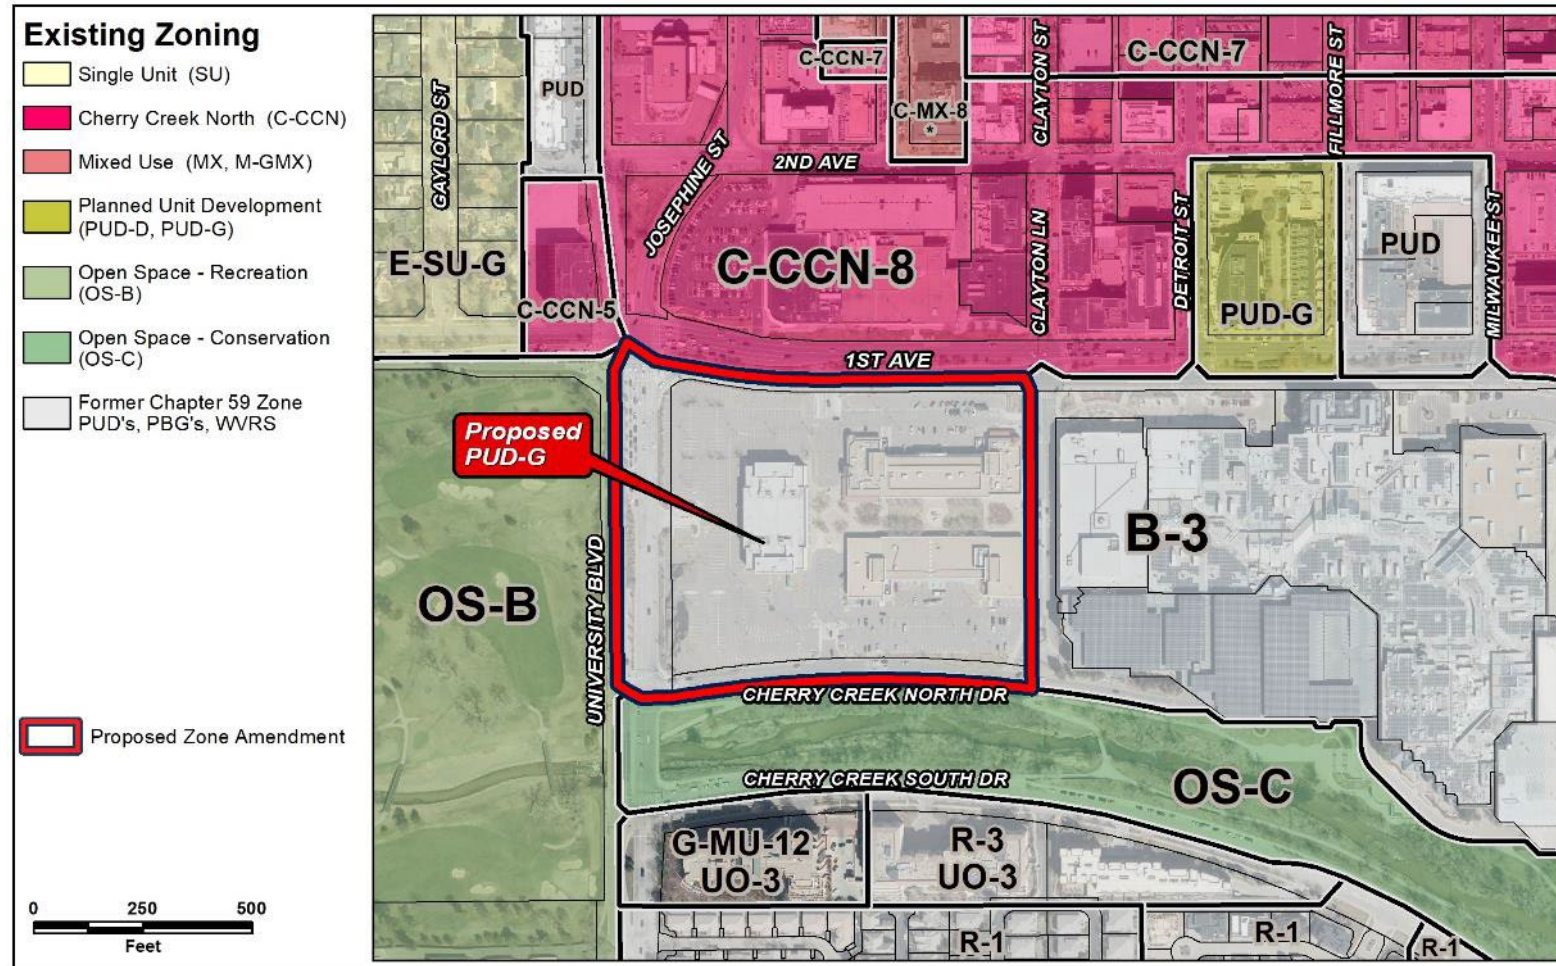 Existing Zoning
Single Unit (SU)
Cherry Creek North (C-CCN)
Mixed Use (MX, M-GMX)
Planned Unit Development
(PUD-D, PUD-G)
Open Space - Recreation
(OS-B)
Open Space - Conservation
(OS-C)
Former Chapter 59 Zone
PUD's, PBG's, WVRS
Proposed Zone Amendment
0 250 500
Feet
PUD
C-CCN-7
CLAYTON ST
C-CCN-7
FILLMORE ST
GAYLORD ST
C-MX-8
*
JOSEPHINE ST
2ND AVE
E-SU-G
C-CCN-5
C-CCN-8
CLAYTON LN
DETROIT ST
PUD-G
PUD
MILWAUKEE ST
1ST AVE
Proposed
PUD-G
B-3
OS-B
UNIVERSITY BLVD
CHERRY CREEK NORTH DR
CHERRY CREEK SOUTH DR
OS-C
G-MU-12
UO-3
R-3
UO-3
R-1
R-1
R-1